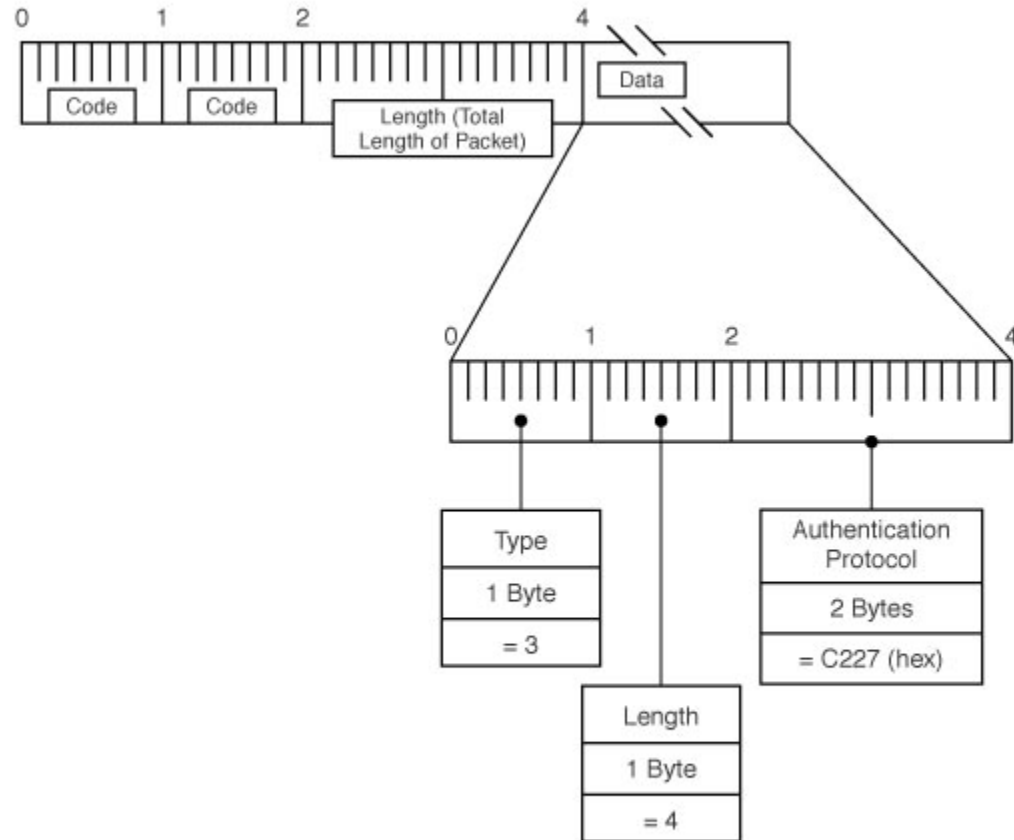 0 1 2 4
Code
Code
Length (Total
Length of Packet)
Data
0 1 2 4
Type
1 Byte
= 3
Length
1 Byte
= 4
Authentication
Protocol
2 Bytes
= C227 (hex)